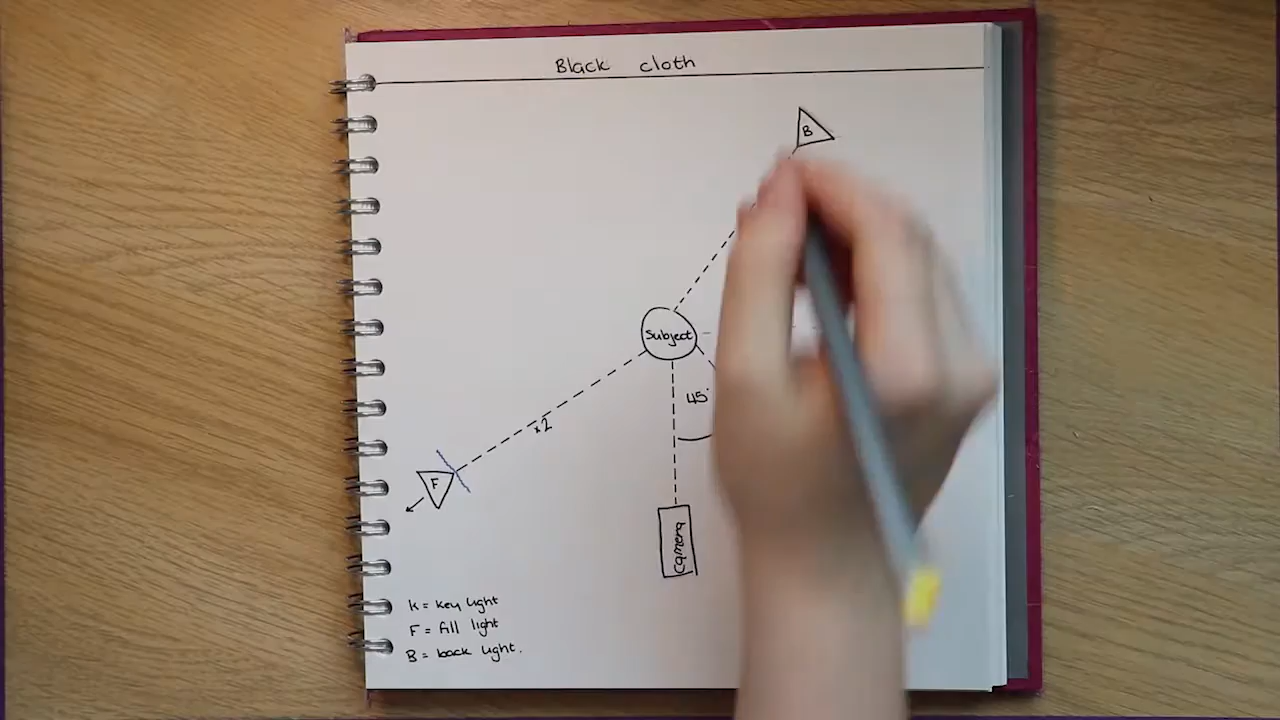 Black cloth
B
Subject
45°
x2
F
Camera
K = key light
F = fill light
B = back light.